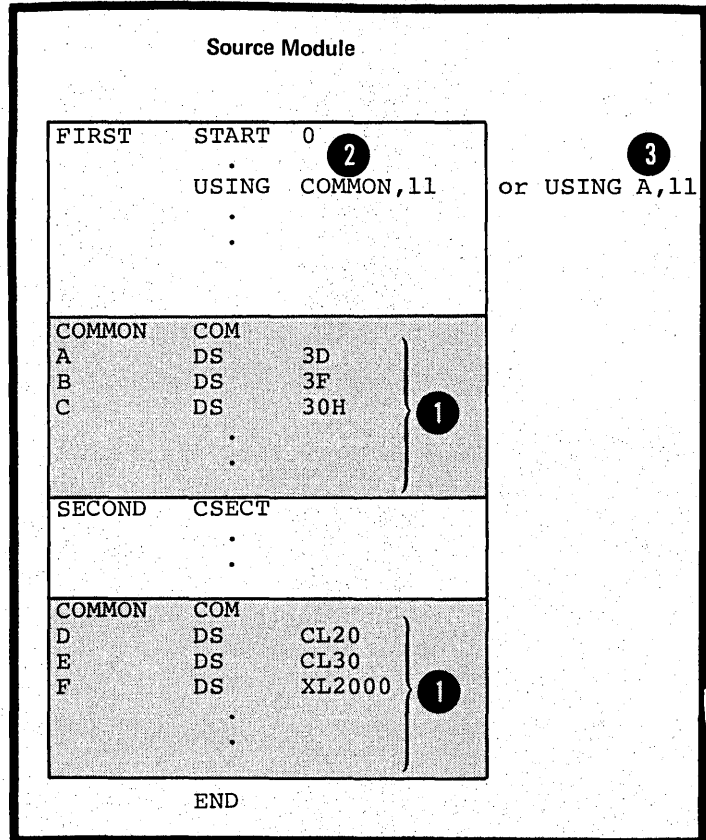 Source Module
FIRST START 0
2 3
.
USING COMMON,11 or USING A,11
.
.
COMMON COM
A DS 3D
B DS 3F
C DS 30H
1
.
.
SECOND CSECT
.
.
COMMON COM
D DS CL20
E DS CL30
F DS XL2000
1
.
.
END